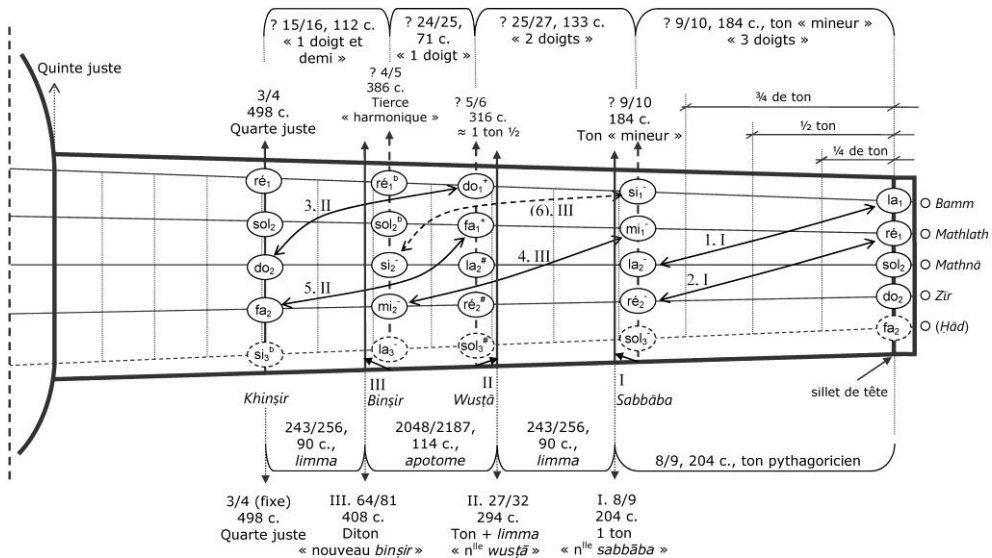 ? 15/16, 112 c.
« 1 doigt et
demi »
? 24/25,
71 c.
« 1 doigt »
? 25/27, 133 c.
« 2 doigts »
? 9/10, 184 c., ton « mineur »
« 3 doigts »
Quinte juste
3/4
498 c.
Quarte juste
? 4/5
386 c.
Tierce
« harmonique »
? 5/6
316 c.
≈ 1 ton ½
? 9/10
184 c.
Ton « mineur »
¾ de ton
½ ton
¼ de ton
ré₁ ré₁ᵇ do₁⁺ si₁⁻ la₁ Bamm
3. II (6). III
sol₂ sol₂ᵇ fa₁⁺ mi₁⁻ ré₁ Mathlath
4. III 1. I
do₂ si₂⁻ la₂# la₂⁻ sol₂ Mathnā
5. II 2. I
fa₂ mi₂⁻ ré₂# ré₂⁻ do₂ Zir
si₃ᵇ la₃ sol₃# sol₃ fa₂ (Ḥād)
III II I
Khinṣir Binṣir Wusṭā Sabbāba
sillet de tête
243/256,
90 c.,
limma
2048/2187,
114 c.,
apotome
243/256,
90 c.,
limma
8/9, 204 c., ton pythagoricien
3/4 (fixe)
498 c.
Quarte juste
III. 64/81
408 c.
Diton
« nouveau binṣir »
II. 27/32
294 c.
Ton + limma
« nˡˡᵉ wusṭā »
I. 8/9
204 c.
1 ton
« nˡˡᵉ sabbāba »